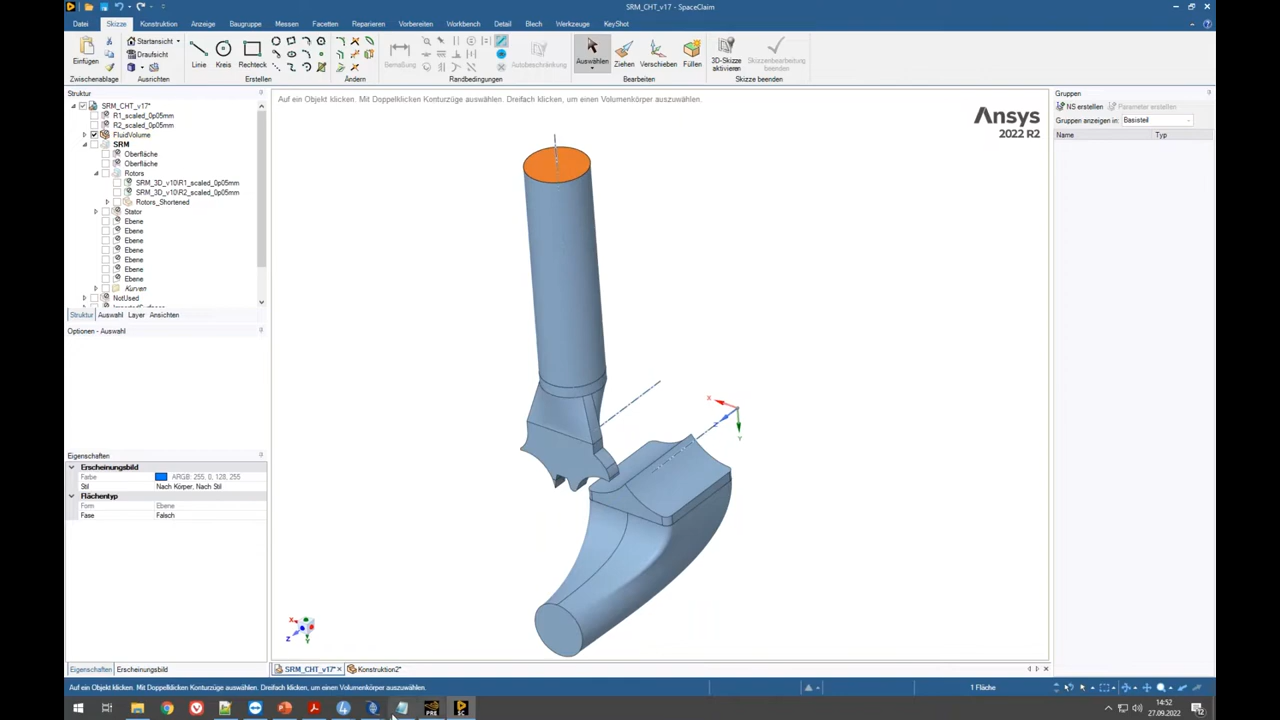 SRM_CHT_v17* - SpaceClaim
Datei Skizze Konstruktion Anzeige Baugruppe Messen Facetten Reparieren Vorbereiten Workbench Detail Blech Werkzeuge KeyShot
Einfügen
Zwischenablage
Startansicht
Draufsicht
Ausrichten
Linie Kreis Rechteck
Erstellen
Ändern
Bemaßung
Autobeschränkung
Randbedingungen
Auswählen Ziehen Verschieben Füllen
Bearbeiten
3D-Skizze aktivieren
Skizzenbearbeitung beenden
Skizze beenden
Struktur
SRM_CHT_v17*
R1_scaled_0p05mm
R2_scaled_0p05mm
FluidVolume
SRM
Oberfläche
Oberfläche
Rotors
SRM_3D_v10\R1_scaled_0p05mm
SRM_3D_v10\R2_scaled_0p05mm
Rotors_Shortened
Stator
Ebene
Ebene
Ebene
Ebene
Ebene
Ebene
Ebene
Kurven
NotUsed
Struktur Auswahl Layer Ansichten
Optionen - Auswahl
Eigenschaften
Erscheinungsbild
Farbe ARGB: 255, 0, 128, 255
Stil Nach Körper, Nach Stil
Flächentyp
Form Ebene
Fase Falsch
Eigenschaften Erscheinungsbild
Auf ein Objekt klicken. Mit Doppelklicken Konturzüge auswählen. Dreifach klicken, um einen Volumenkörper auszuwählen.
Ansys
2022 R2
X
Z
Y
X
Z
Y
SRM_CHT_v17* Konstruktion2*
Gruppen
NS erstellen Parameter erstellen
Gruppen anzeigen in: Basisteil
Name Typ
Auf ein Objekt klicken. Mit Doppelklicken Konturzüge auswählen. Dreifach klicken, um einen Volumenkörper auszuwählen.
1 Fläche
PRE SC
14:52
27.09.2022
12